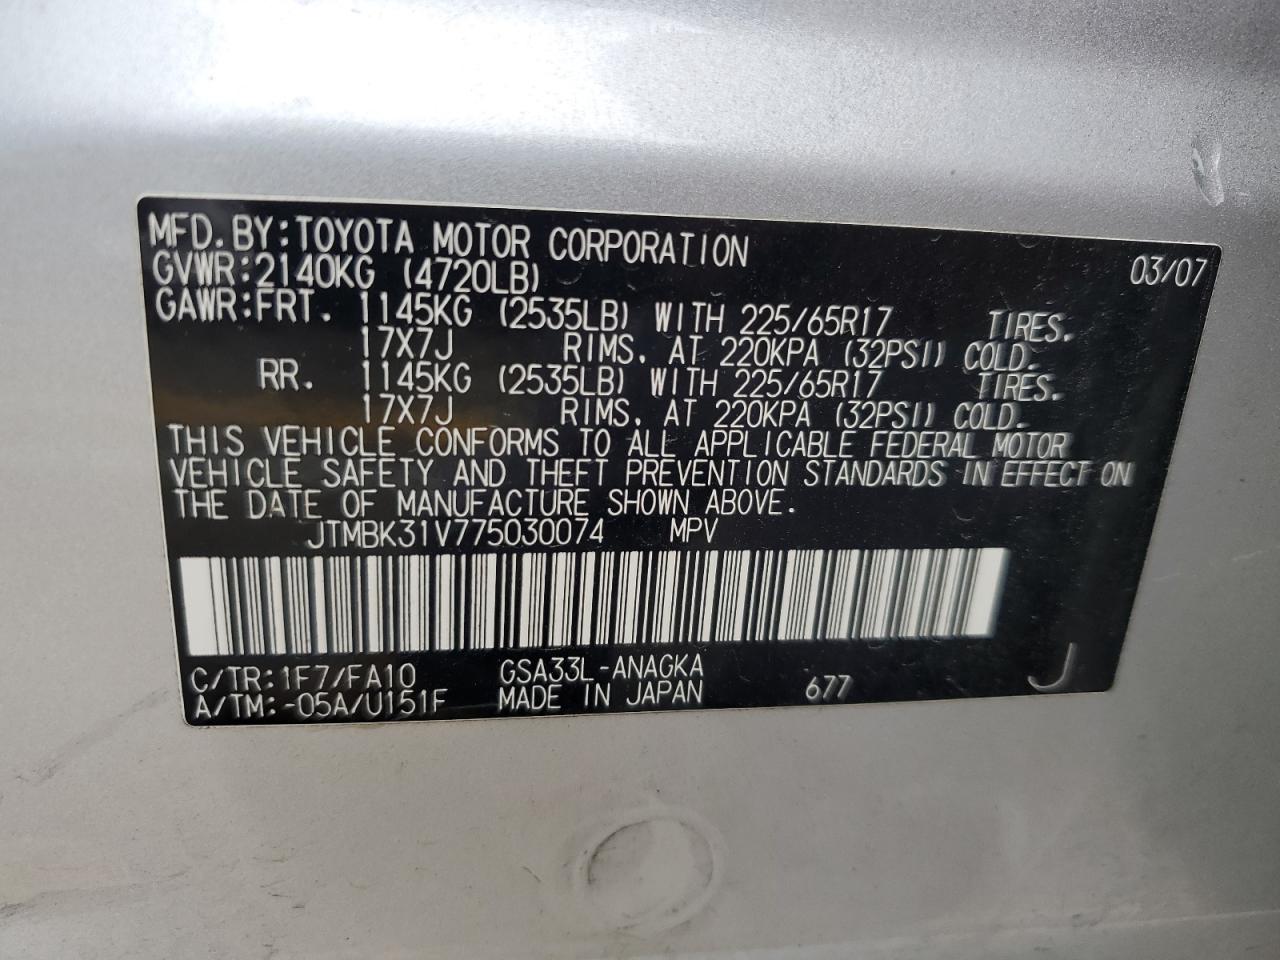 MFD. BY: TOYOTA MOTOR CORPORATION 03/07
GVWR: 2140KG (4720LB)
GAWR: FRT. 1145KG (2535LB) WITH 225/65R17 TIRES.
17X7J RIMS, AT 220KPA (32PSI) COLD.
RR. 1145KG (2535LB) WITH 225/65R17 TIRES.
17X7J RIMS, AT 220KPA (32PSI) COLD.
THIS VEHICLE CONFORMS TO ALL APPLICABLE FEDERAL MOTOR
VEHICLE SAFETY AND THEFT PREVENTION STANDARDS IN EFFECT ON
THE DATE OF MANUFACTURE SHOWN ABOVE.
JTMBK31V775030074 MPV
C/TR: 1F7/FA10 GSA33L-ANAGKA
A/TM: -05A/U151F MADE IN JAPAN 677 J